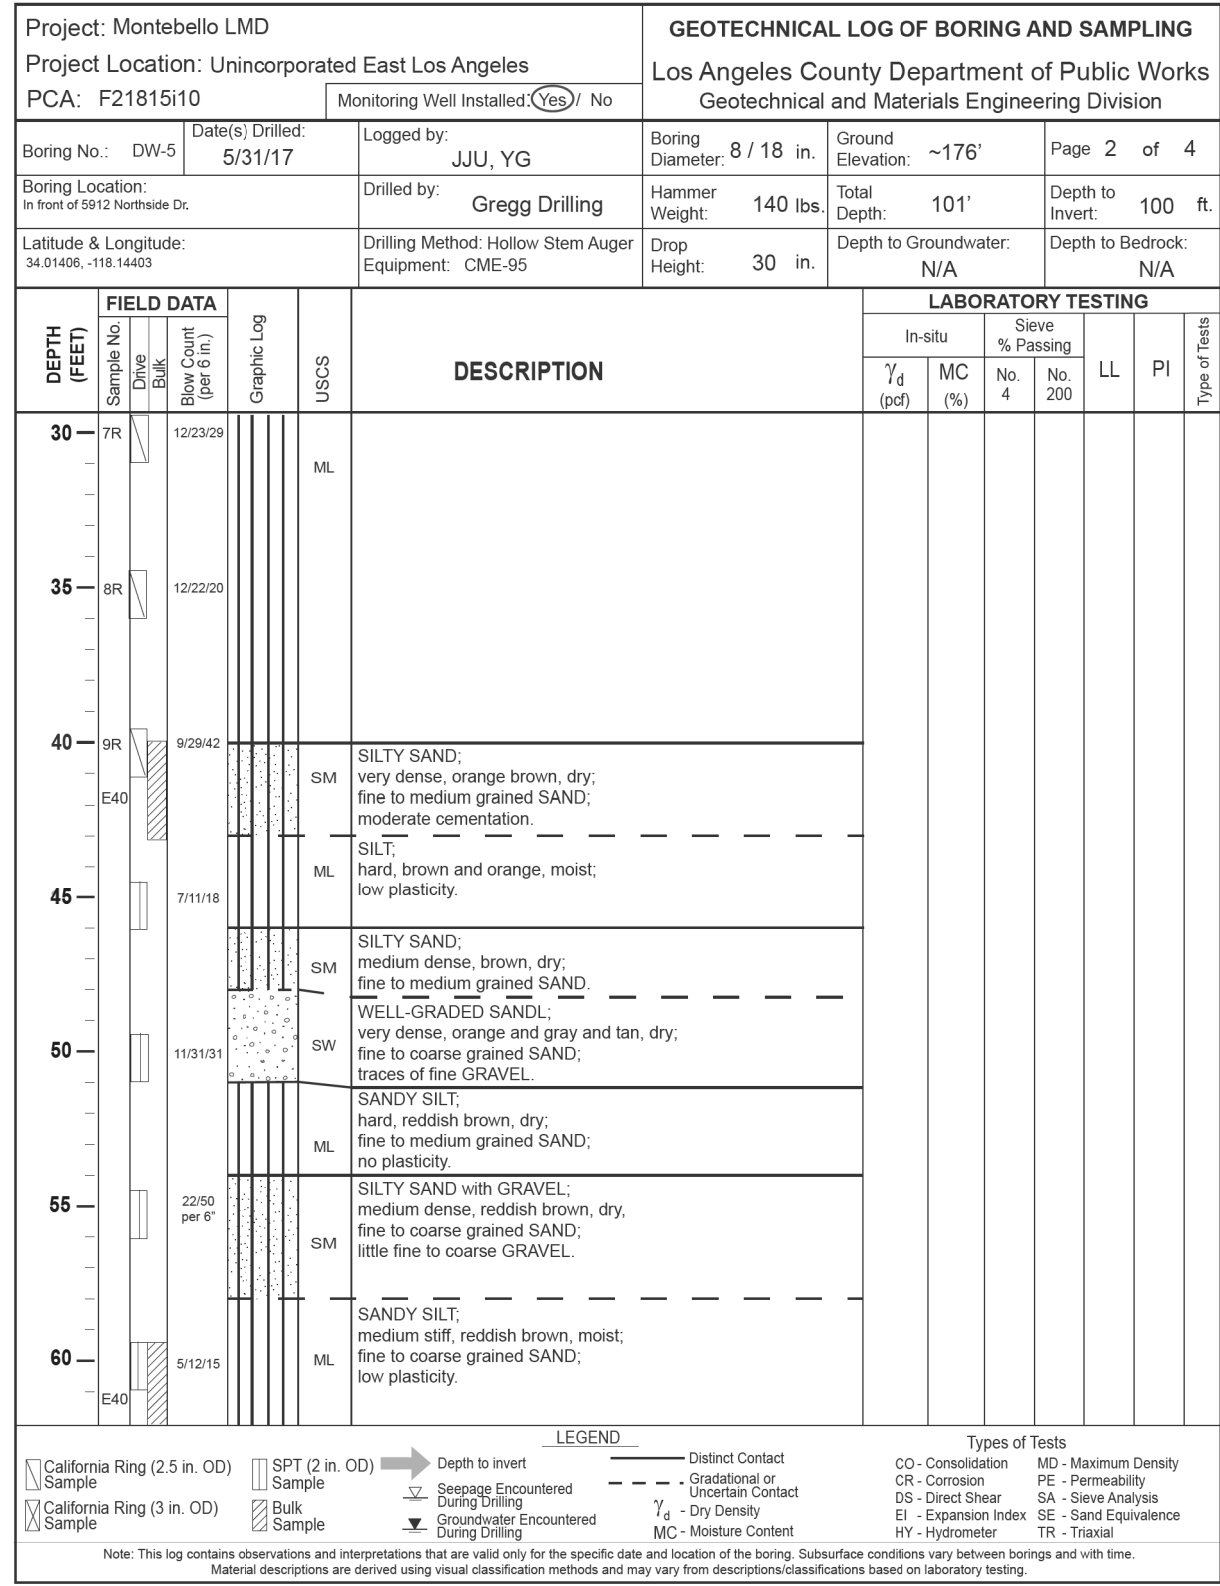 Project: Montebello LMD
Project Location: Unincorporated East Los Angeles
PCA: F21815i10
Monitoring Well Installed: Yes / No
GEOTECHNICAL LOG OF BORING AND SAMPLING
Los Angeles County Department of Public Works
Geotechnical and Materials Engineering Division
Boring No.: DW-5
Date(s) Drilled:
5/31/17
Logged by:
JJU, YG
Boring
Diameter: 8 / 18 in.
Ground
Elevation: ~176'
Page 2 of 4
Boring Location:
In front of 5912 Northside Dr.
Drilled by:
Gregg Drilling
Hammer
Weight: 140 lbs.
Total
Depth: 101'
Depth to
Invert: 100 ft.
Latitude & Longitude:
34.01406, -118.14403
Drilling Method: Hollow Stem Auger
Equipment: CME-95
Drop
Height: 30 in.
Depth to Groundwater:
N/A
Depth to Bedrock:
N/A
DEPTH
(FEET)
FIELD DATA
Sample No.
Drive
Bulk
Blow Count
(per 6 in.)
Graphic Log
USCS
DESCRIPTION
LABORATORY TESTING
In-situ
Sieve
% Passing
γd
(pcf)
MC
(%)
No.
4
No.
200
LL
PI
Type of Tests
30 7R 12/23/29
ML
35 8R 12/22/20
40 9R 9/29/42
E40
SM
SILTY SAND;
very dense, orange brown, dry;
fine to medium grained SAND;
moderate cementation.
ML
SILT;
hard, brown and orange, moist;
low plasticity.
45 7/11/18
SM
SILTY SAND;
medium dense, brown, dry;
fine to medium grained SAND.
SW
WELL-GRADED SANDL;
very dense, orange and gray and tan, dry;
fine to coarse grained SAND;
traces of fine GRAVEL.
50 11/31/31
ML
SANDY SILT;
hard, reddish brown, dry;
fine to medium grained SAND;
no plasticity.
55 22/50
per 6"
SM
SILTY SAND with GRAVEL;
medium dense, reddish brown, dry,
fine to coarse grained SAND;
little fine to coarse GRAVEL.
ML
SANDY SILT;
medium stiff, reddish brown, moist;
fine to coarse grained SAND;
low plasticity.
60 5/12/15
E40
LEGEND
California Ring (2.5 in. OD)
Sample
California Ring (3 in. OD)
Sample
SPT (2 in. OD)
Sample
Bulk
Sample
Depth to invert
Seepage Encountered
During Drilling
Groundwater Encountered
During Drilling
Distinct Contact
Gradational or
Uncertain Contact
γd - Dry Density
MC - Moisture Content
Types of Tests
CO - Consolidation MD - Maximum Density
CR - Corrosion PE - Permeability
DS - Direct Shear SA - Sieve Analysis
EI - Expansion Index SE - Sand Equivalence
HY - Hydrometer TR - Triaxial
Note: This log contains observations and interpretations that are valid only for the specific date and location of the boring. Subsurface conditions vary between borings and with time.
Material descriptions are derived using visual classification methods and may vary from descriptions/classifications based on laboratory testing.